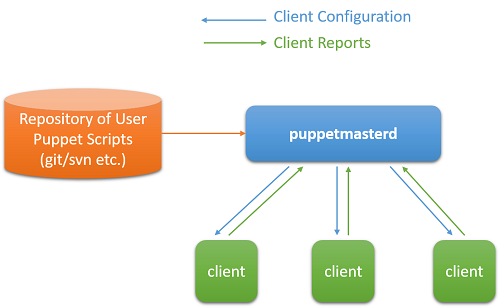 Client Configuration
Client Reports
Repository of User
Puppet Scripts
(git/svn etc.)
puppetmasterd
client
client
client